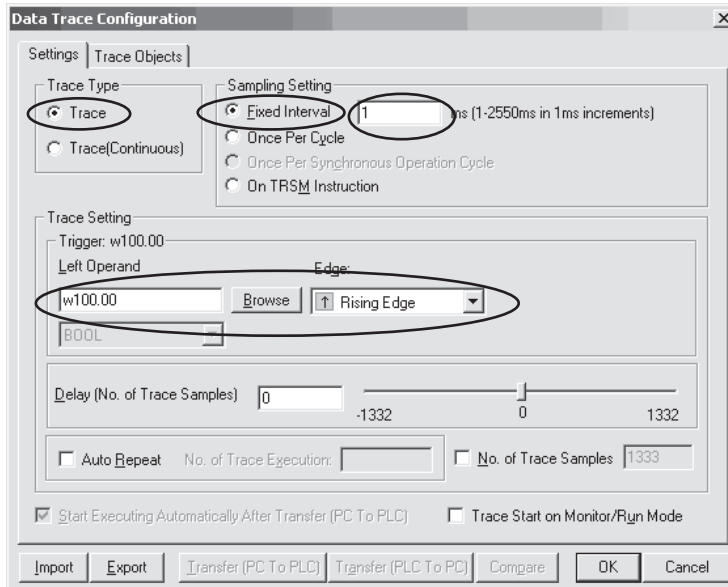 Data Trace Configuration
Settings
Trace Objects
Trace Type
Trace
Trace(Continuous)
Sampling Setting
Fixed Interval 1 ms (1-2550ms in 1ms increments)
Once Per Cycle
Once Per Synchronous Operation Cycle
On TRSM Instruction
Trace Setting
Trigger: w100.00
Left Operand
Edge:
w100.00 Browse Rising Edge
BOOL
Delay (No. of Trace Samples) 0
-1332 0 1332
Auto Repeat No. of Trace Execution:
No. of Trace Samples 1333
Start Executing Automatically After Transfer (PC To PLC)
Trace Start on Monitor/Run Mode
Import Export Transfer (PC To PLC) Transfer (PLC To PC) Compare OK Cancel